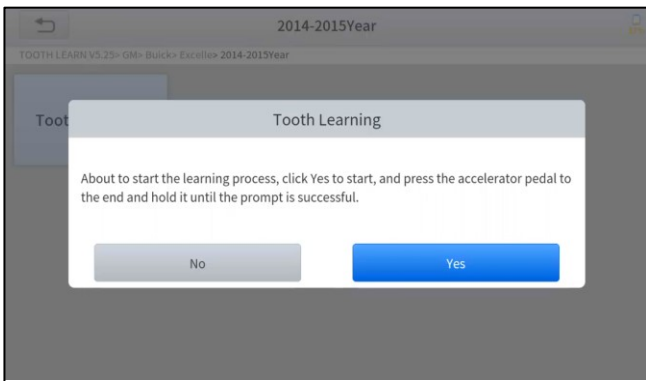 2014-2015Year
TOOTH LEARN V5.25> GM> Buick> Excelle> 2014-2015Year
Toot
Tooth Learning
About to start the learning process, click Yes to start, and press the accelerator pedal to
the end and hold it until the prompt is successful.
No
Yes